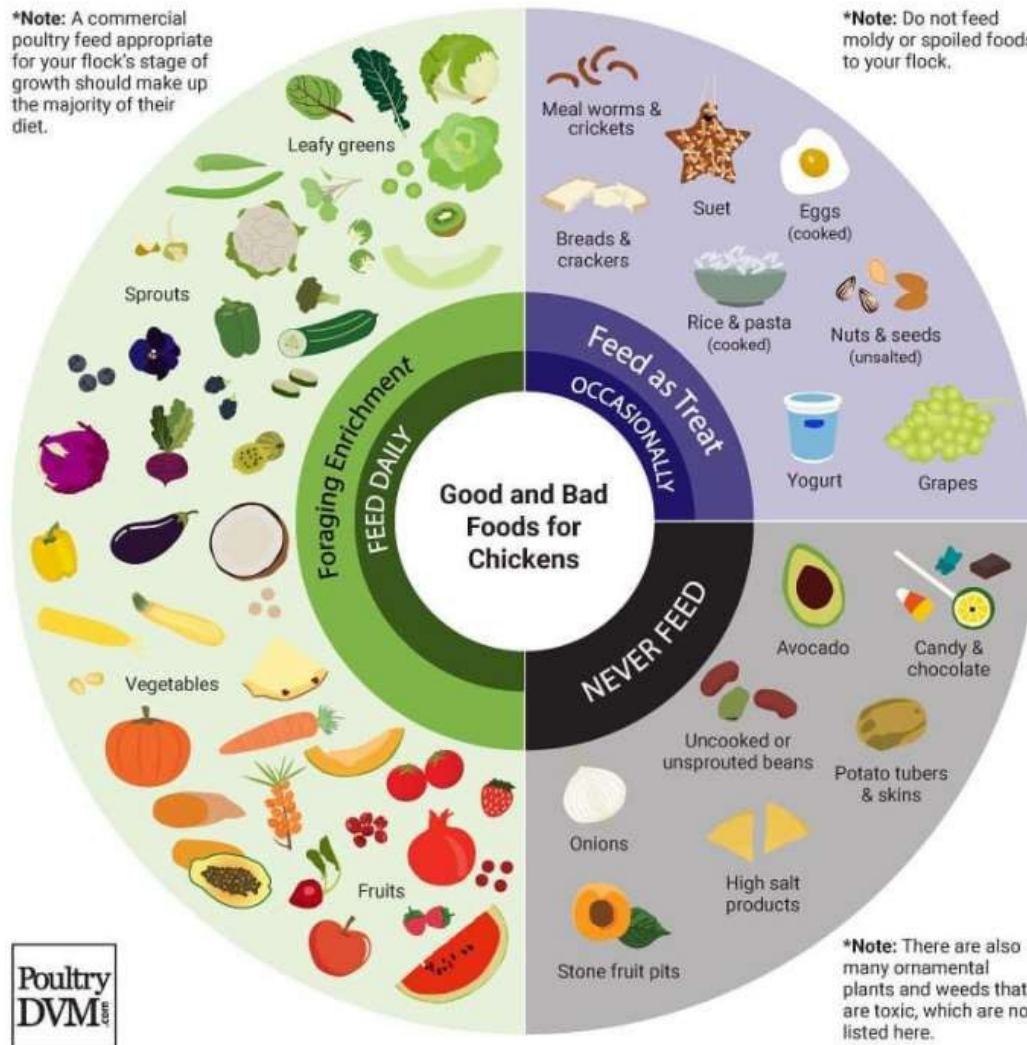 *Note: A commercial
poultry feed appropriate
for your flock's stage of
growth should make up
the majority of their
diet.
*Note: Do not feed
moldy or spoiled foods
to your flock.
Leafy greens
Sprouts
Vegetables
Fruits
Foraging Enrichment
FEED DAILY
Meal worms &
crickets
Suet
Eggs
(cooked)
Breads &
crackers
Rice & pasta
(cooked)
Nuts & seeds
(unsalted)
Yogurt
Grapes
Feed as Treat
OCCASIONALLY
Good and Bad
Foods for
Chickens
NEVER FEED
Avocado
Candy &
chocolate
Uncooked or
unsprouted beans
Potato tubers
& skins
Onions
High salt
products
Stone fruit pits
Poultry
DVM.com
*Note: There are also
many ornamental
plants and weeds that
are toxic, which are no
listed here.